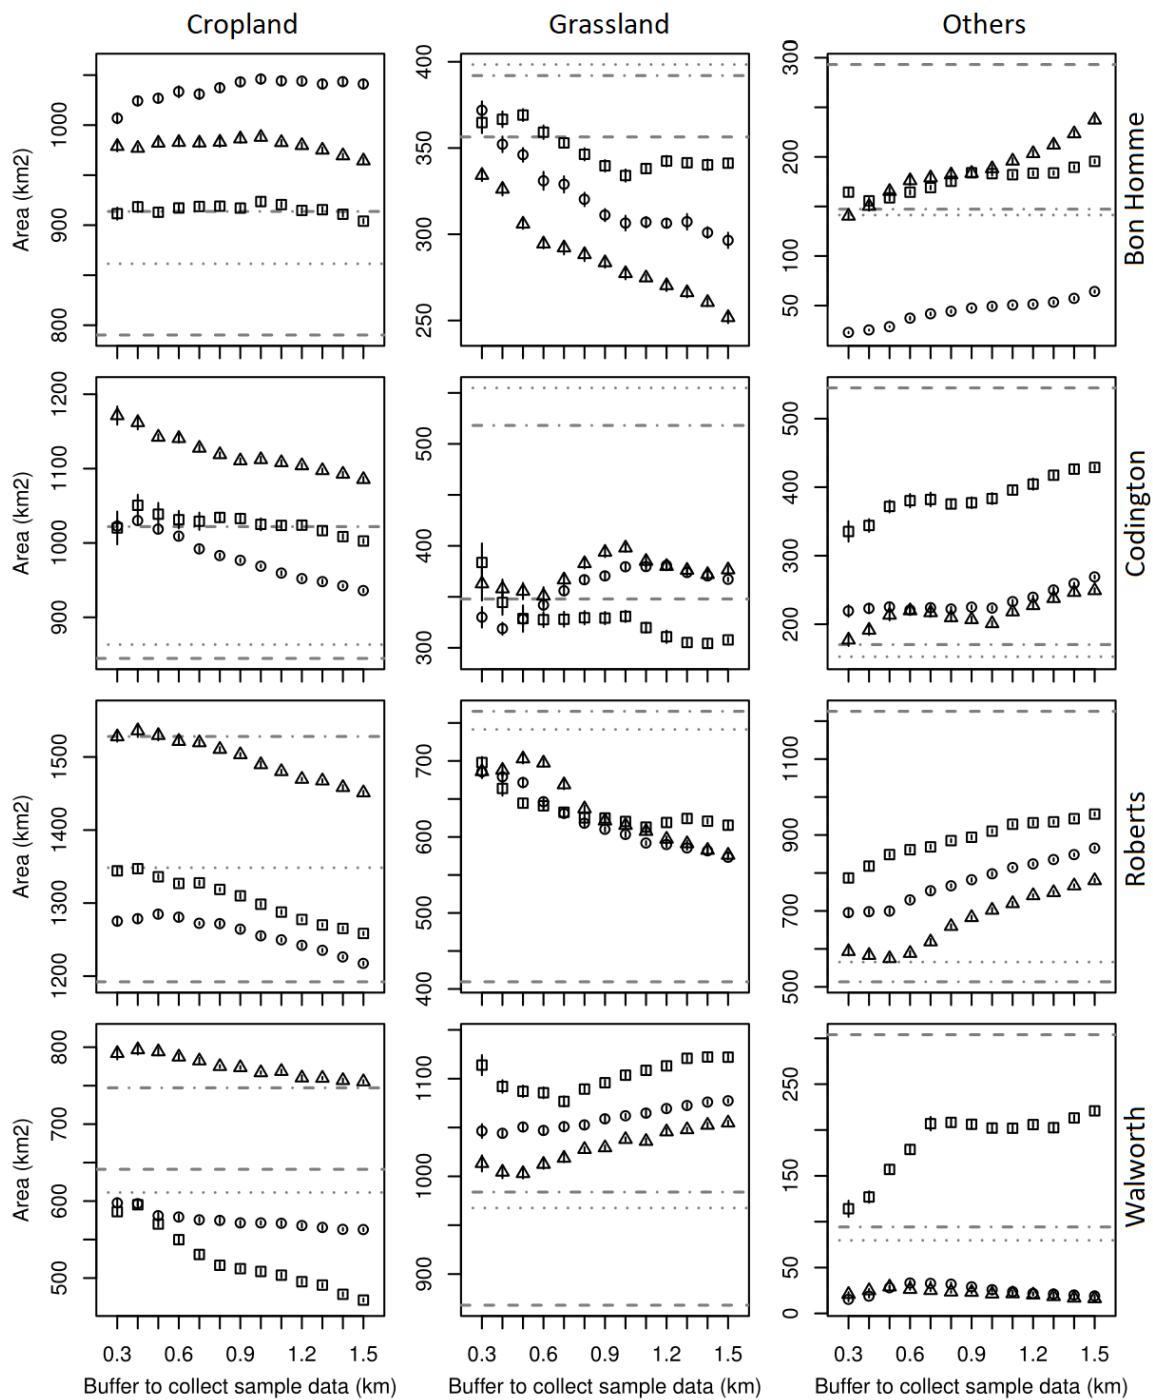 Cropland Grassland Others
Area (km2) 800 900 1000
250 300 350 400
50 100 200 300
Bon Homme
Area (km2) 900 1000 1100 1200
300 400 500
200 300 400 500
Codington
Area (km2) 1200 1300 1400 1500
400 500 600 700
500 700 900 1100
Roberts
Area (km2) 500 600 700 800
900 1000 1100
0 50 150 250
Walworth
0.3 0.6 0.9 1.2 1.5 0.3 0.6 0.9 1.2 1.5 0.3 0.6 0.9 1.2 1.5
Buffer to collect sample data (km) Buffer to collect sample data (km) Buffer to collect sample data (km)